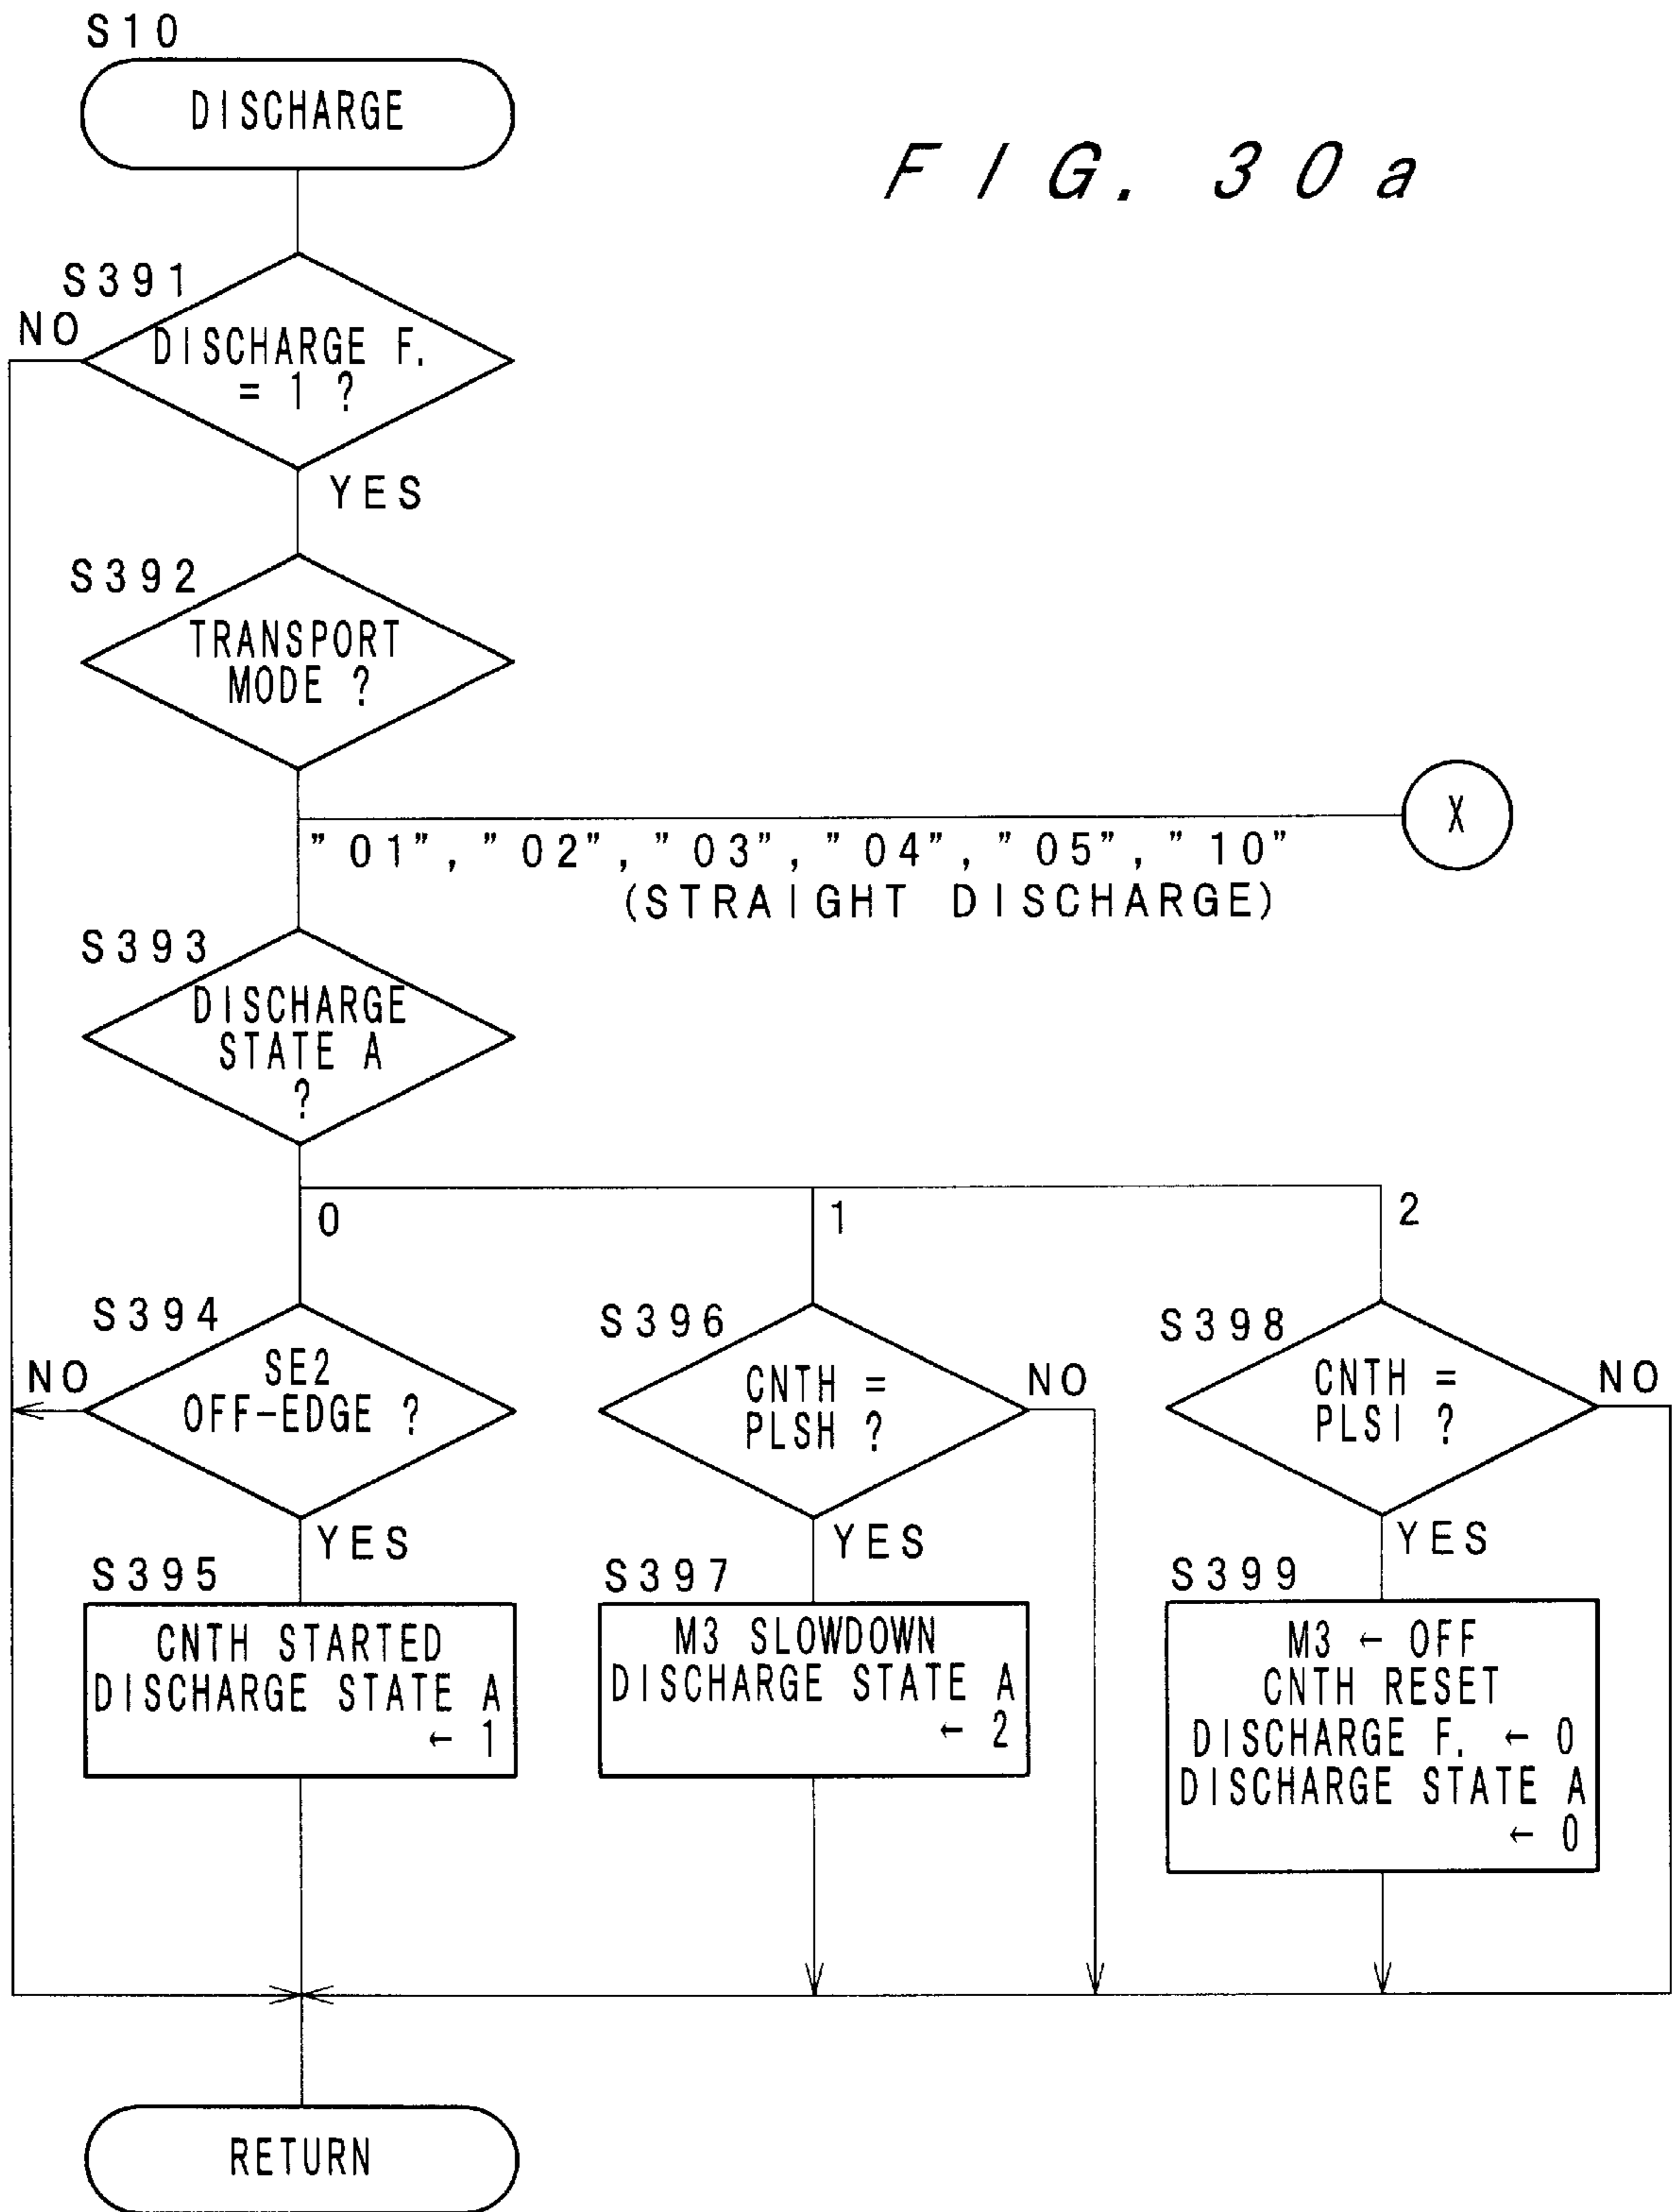 S10
DISCHARGE
FIG. 30a
S391
NO
DISCHARGE F.
= 1 ?
YES
S392
TRANSPORT
MODE ?
X
"01", "02", "03", "04", "05", "10"
(STRAIGHT DISCHARGE)
S393
DISCHARGE
STATE A
?
0
1
2
S394
NO
SE2
OFF-EDGE ?
YES
S395
CNTH STARTED
DISCHARGE STATE A
← 1
S396
CNTH =
PLSH ?
NO
YES
S397
M3 SLOWDOWN
DISCHARGE STATE A
← 2
S398
CNTH =
PLSI ?
NO
YES
S399
M3 ← OFF
CNTH RESET
DISCHARGE F. ← 0
DISCHARGE STATE A
← 0
RETURN